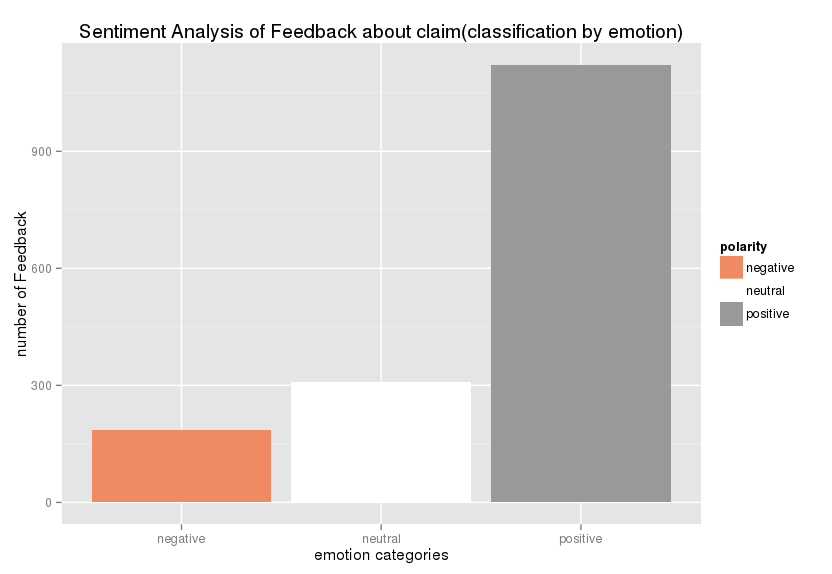 Sentiment Analysis of Feedback about claim(classification by emotion)
number of Feedback
900
600
300
0
negative
neutral
positive
emotion categories
polarity
negative
neutral
positive